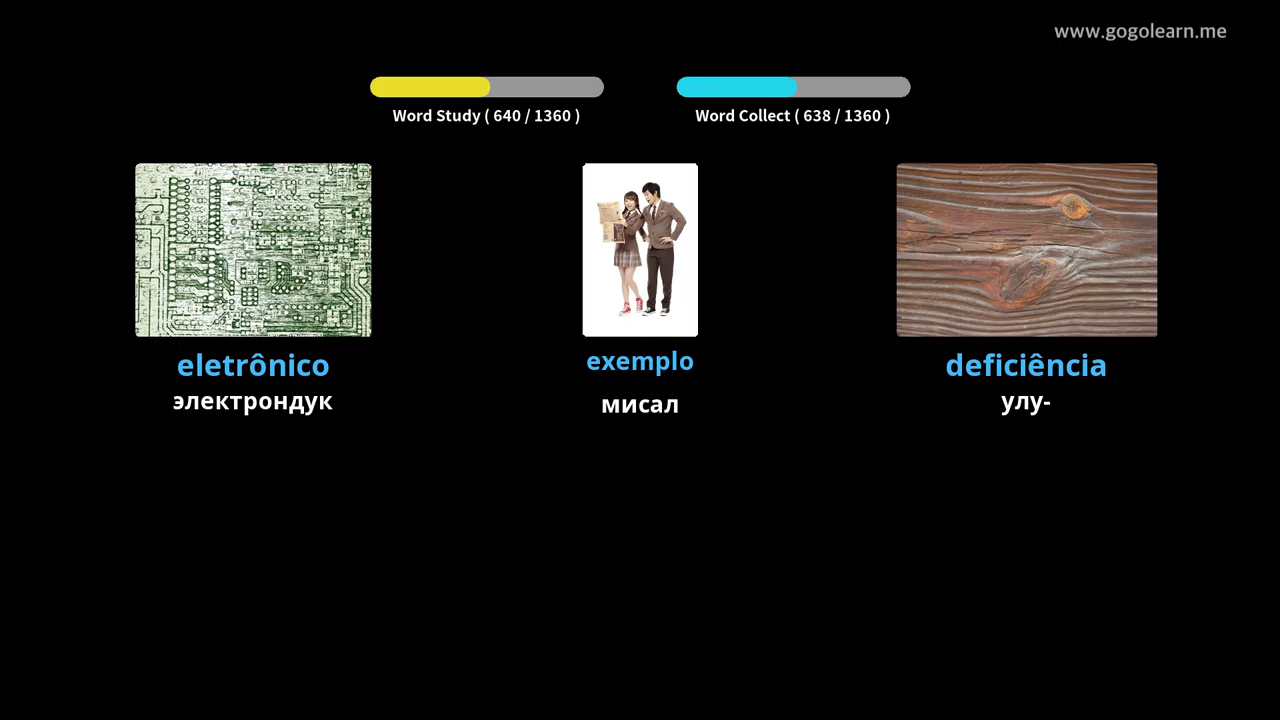 www.gogolearn.me
Word Study ( 640 / 1360 )
Word Collect ( 638 / 1360 )
eletrônico
электрондук
exemplo
мисал
deficiência
улу-